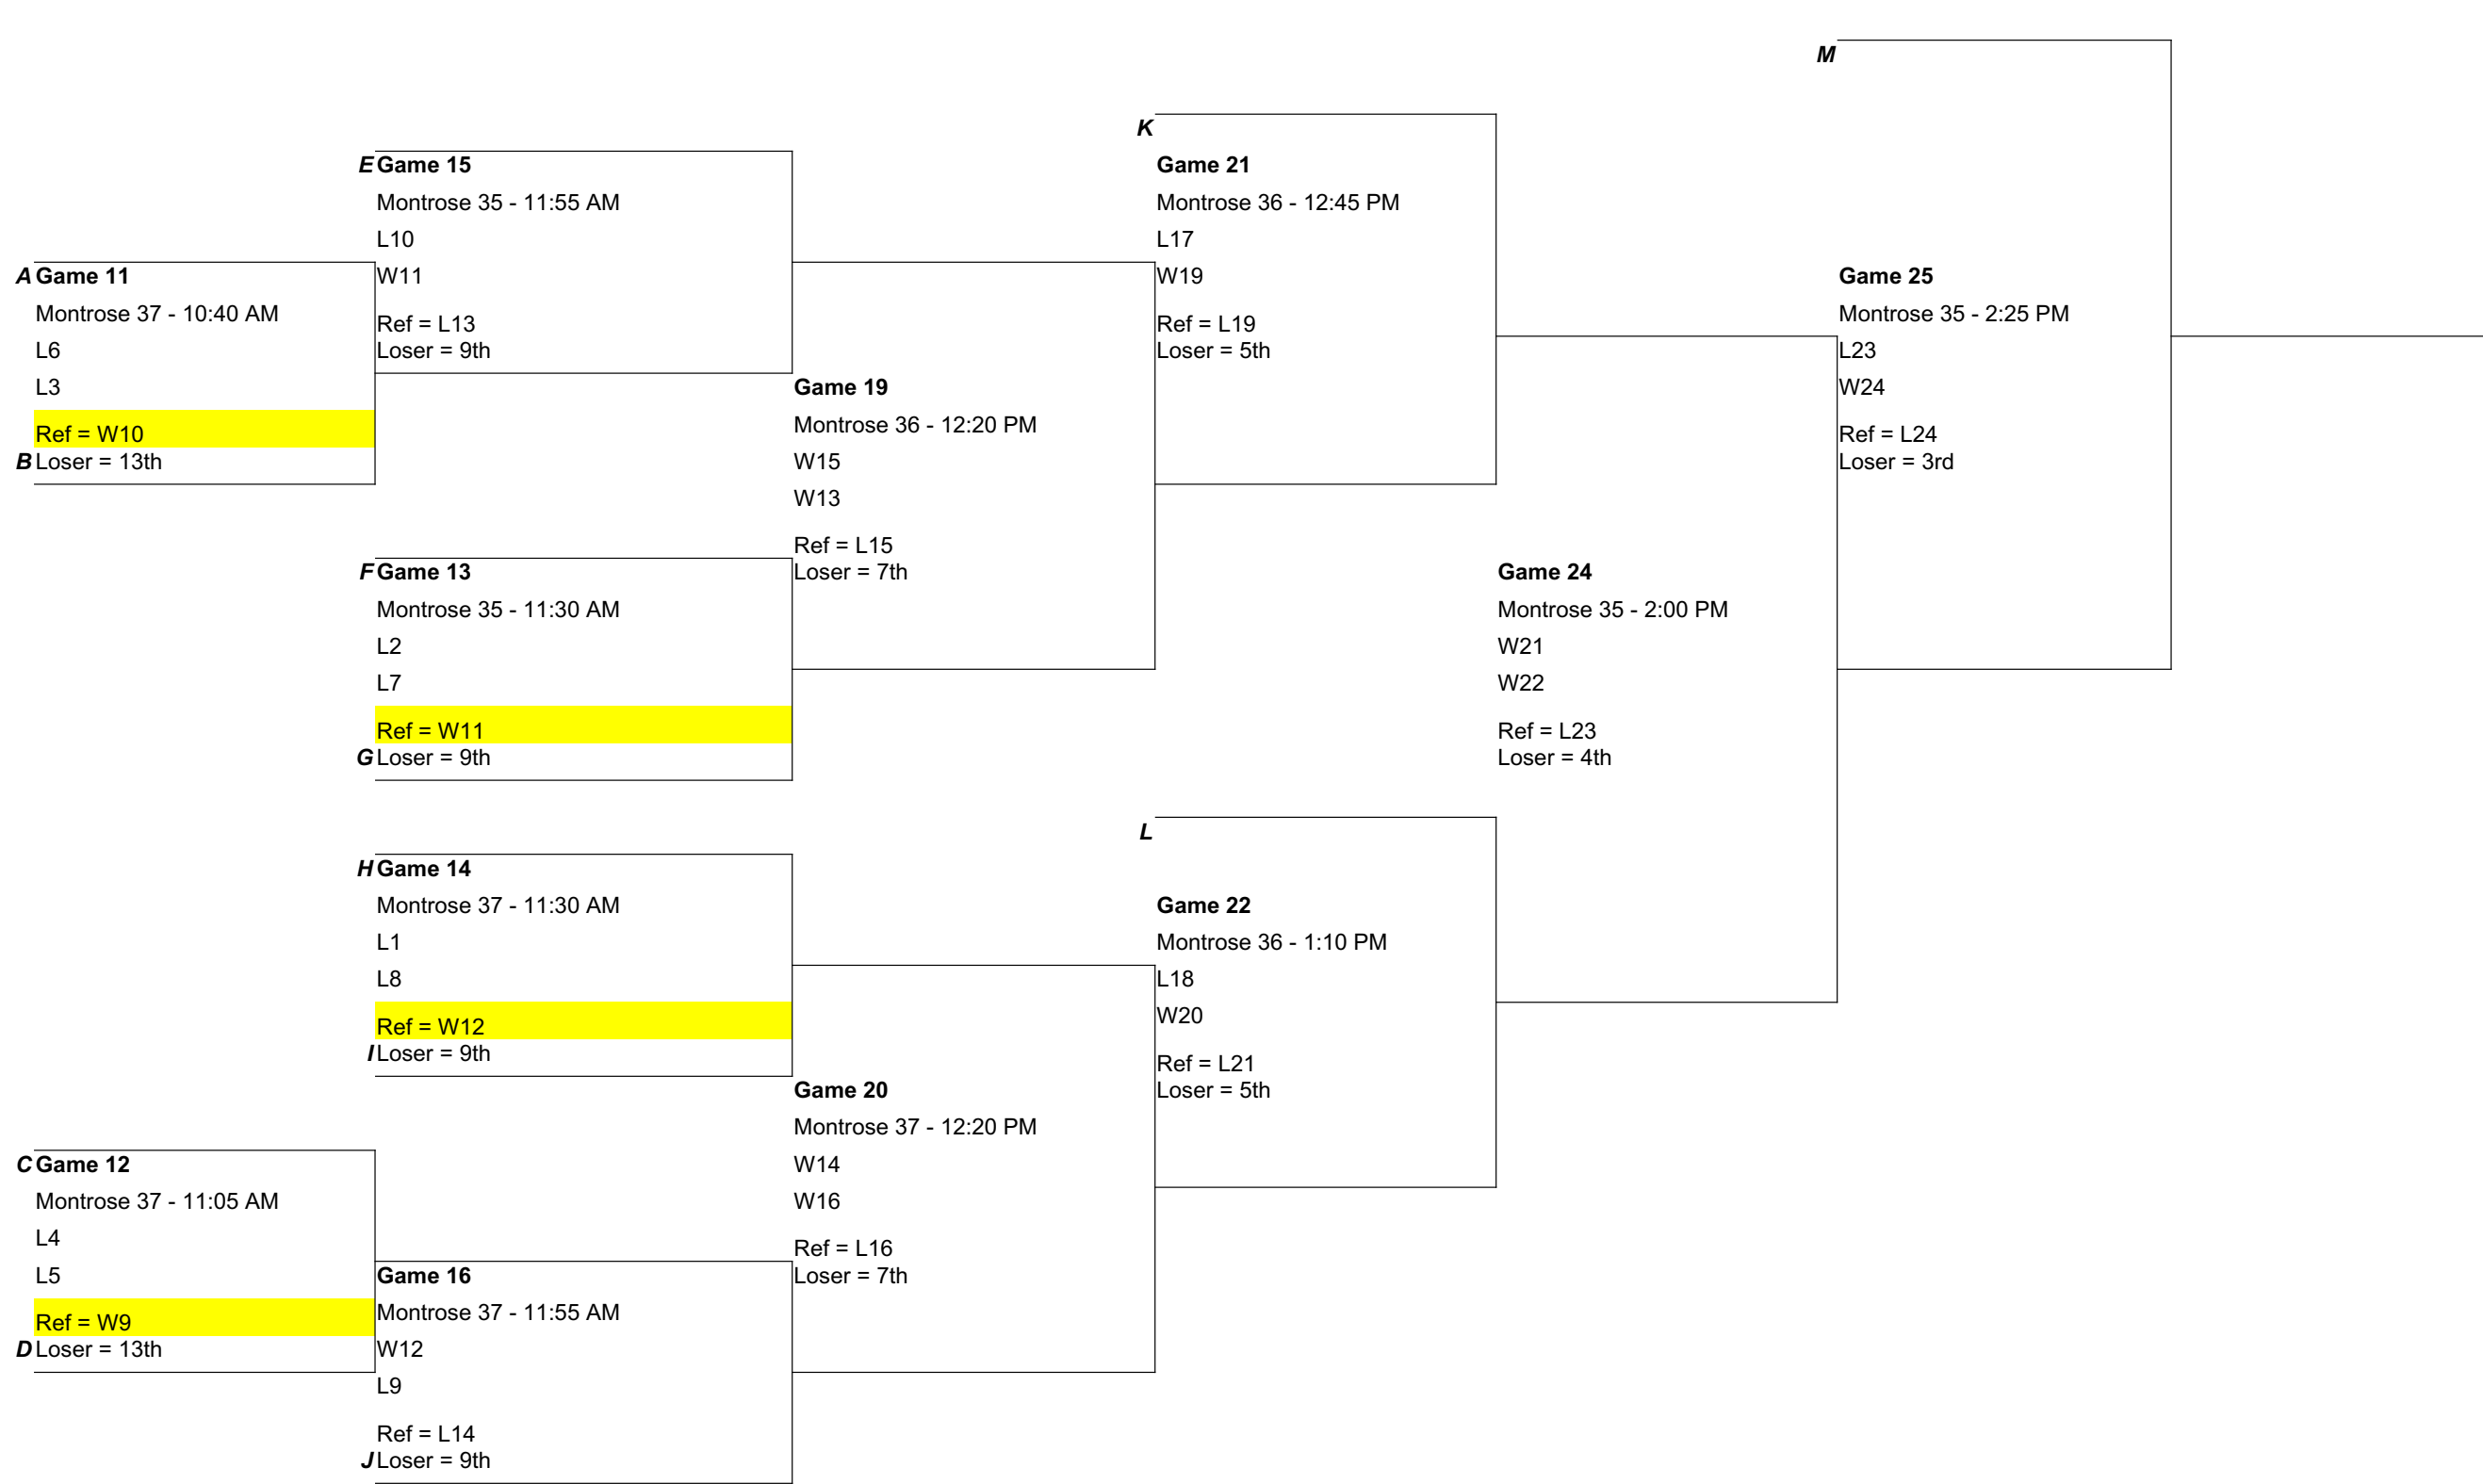 M
K
E Game 15
Montrose 35 - 11:55 AM
L10
W11
Ref = L13
Loser = 9th
Game 21
Montrose 36 - 12:45 PM
L17
W19
Ref = L19
Loser = 5th
A Game 11
Montrose 37 - 10:40 AM
L6
L3
Ref = W10
B Loser = 13th
Game 25
Montrose 35 - 2:25 PM
L23
W24
Ref = L24
Loser = 3rd
Game 19
Montrose 36 - 12:20 PM
W15
W13
Ref = L15
Loser = 7th
F Game 13
Montrose 35 - 11:30 AM
L2
L7
Ref = W11
G Loser = 9th
Game 24
Montrose 35 - 2:00 PM
W21
W22
Ref = L23
Loser = 4th
L
H Game 14
Montrose 37 - 11:30 AM
L1
L8
Ref = W12
I Loser = 9th
Game 22
Montrose 36 - 1:10 PM
L18
W20
Ref = L21
Loser = 5th
Game 20
Montrose 37 - 12:20 PM
W14
W16
Ref = L16
Loser = 7th
C Game 12
Montrose 37 - 11:05 AM
L4
L5
Ref = W9
D Loser = 13th
Game 16
Montrose 37 - 11:55 AM
W12
L9
Ref = L14
J Loser = 9th